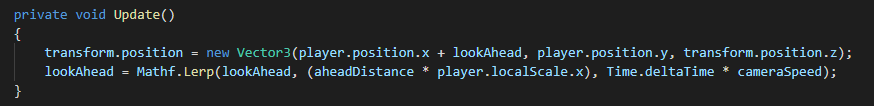 private void Update()
{
    transform.position = new Vector3(player.position.x + lookAhead, player.position.y, transform.position.z);
    lookAhead = Mathf.Lerp(lookAhead, (aheadDistance * player.localScale.x), Time.deltaTime * cameraSpeed);
}